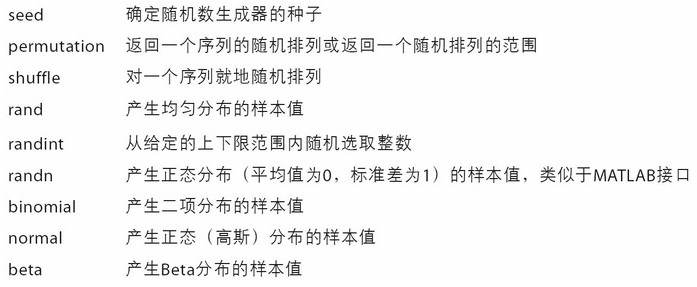 seed 确定随机数生成器的种子
permutation 返回一个序列的随机排列或返回一个随机排列的范围
shuffle 对一个序列就地随机排列
rand 产生均匀分布的样本值
randint 从给定的上下限范围内随机选取整数
randn 产生正态分布（平均值为0，标准差为1）的样本值，类似于MATLAB接口
binomial 产生二项分布的样本值
normal 产生正态（高斯）分布的样本值
beta 产生Beta分布的样本值